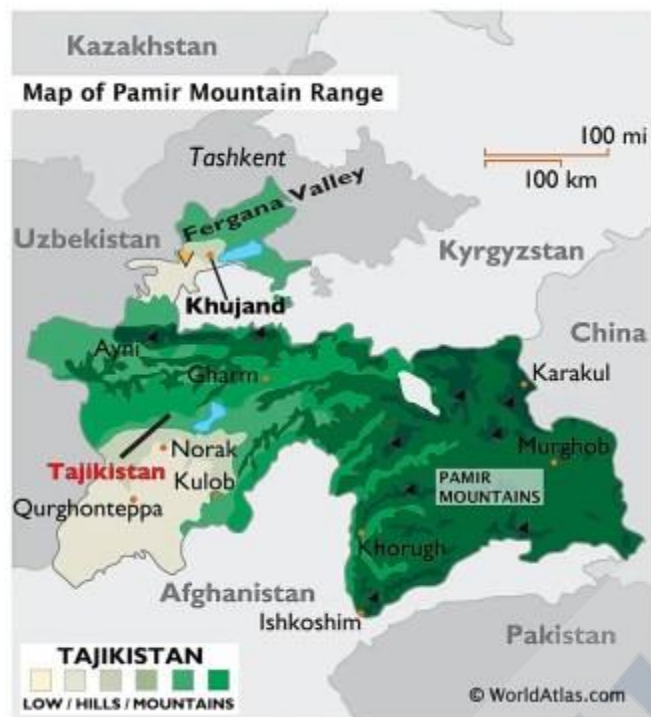 Kazakhstan
Map of Pamir Mountain Range
100 mi
Tashkent
100 km
Fergana Valley
Uzbekistan
Kyrgyzstan
Khujand
China
Ayni
Gharm
Karakul
Norak
Murghob
Tajikistan
Kulob
PAMIR
MOUNTAINS
Qurghonteppa
Khorugh
Afghanistan
Ishkoshim
Pakistan
TAJIKISTAN
LOW / HILLS / MOUNTAINS
© WorldAtlas.com